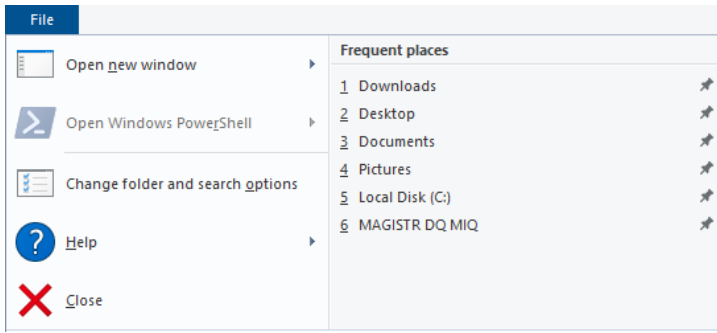 File
Open new window
Open Windows PowerShell
Change folder and search options
Help
Close
Frequent places
1 Downloads
2 Desktop
3 Documents
4 Pictures
5 Local Disk (C:)
6 MAGISTR DQ MIQ